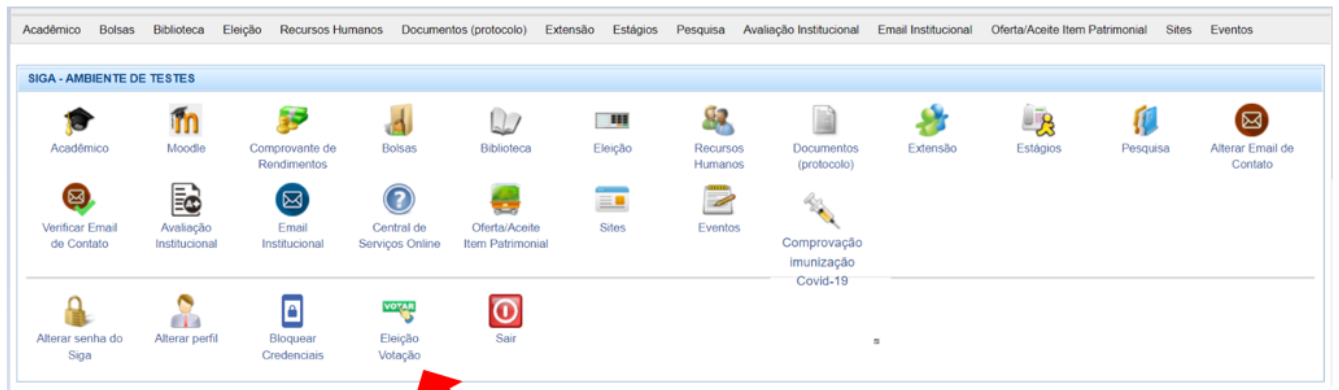 Acadêmico Bolsas Biblioteca Eleição Recursos Humanos Documentos (protocolo) Extensão Estágios Pesquisa Avaliação Institucional Email Institucional Oferta/Aceite Item Patrimonial Sites Eventos
SIGA - AMBIENTE DE TESTES
Acadêmico
Moodle
Comprovante de
Rendimentos
Bolsas
Biblioteca
Eleição
Recursos
Humanos
Documentos
(protocolo)
Extensão
Estágios
Pesquisa
Alterar Email de
Contato
Verificar Email
de Contato
A+
Avaliação
Institucional
Email
Institucional
?
Central de
Serviços Online
Oferta/Aceite
Item Patrimonial
Sites
Eventos
Comprovação
imunização
Covid-19
Alterar senha do
Siga
Alterar perfil
Bloquear
Credenciais
VOTAR
Eleição
Votação
Sair